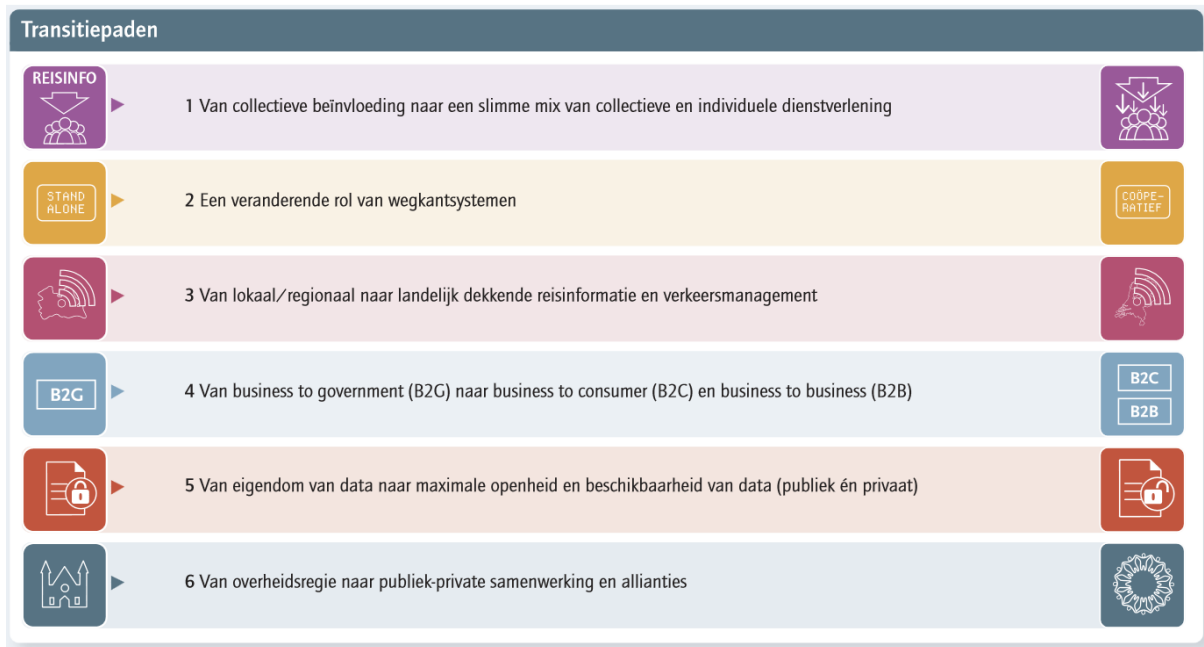 Transitiepaden
REISINFO
1 Van collectieve beïnvloeding naar een slimme mix van collectieve en individuele dienstverlening
STAND
ALONE
2 Een veranderende rol van wegkantsystemen
COÖPE-
RATIEF
3 Van lokaal/regionaal naar landelijk dekkende reisinformatie en verkeersmanagement
B2G
4 Van business to government (B2G) naar business to consumer (B2C) en business to business (B2B)
B2C
B2B
5 Van eigendom van data naar maximale openheid en beschikbaarheid van data (publiek én privaat)
6 Van overheidsregie naar publiek-private samenwerking en allianties